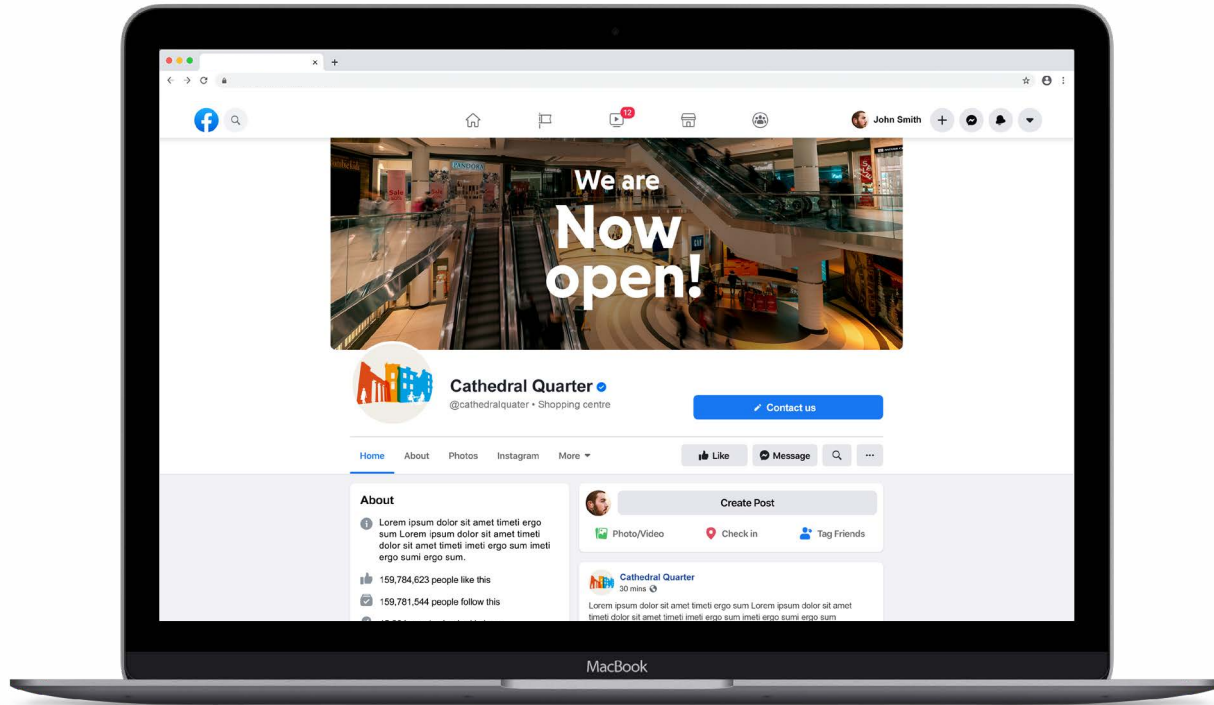 12
John Smith
Sale
PANDORA
Sale
GAP
We are
Now
open!
Cathedral Quarter
@cathedralquater • Shopping centre
Contact us
Home About Photos Instagram More
Like Message
About
Lorem ipsum dolor sit amet timeti ergo
sum Lorem ipsum dolor sit amet timeti
dolor sit amet timeti imeti ergo sum imeti
ergo sumi ergo sum.
159,784,623 people like this
159,781,544 people follow this
Create Post
Photo/Video Check in Tag Friends
Cathedral Quarter
30 mins
Lorem ipsum dolor sit amet timeti ergo sum Lorem ipsum dolor sit amet
timeti dolor sit amet timeti imeti ergo sum imeti ergo sumi ergo sum
MacBook